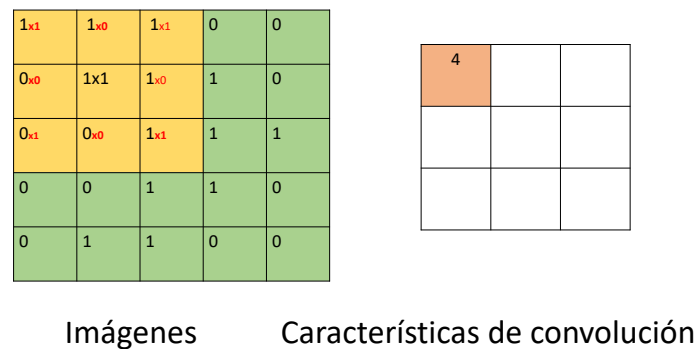 1x1 1x0 1x1 0 0
4
0x0 1x1 1x0 1 0
0x1 0x0 1x1 1 1
0 0 1 1 0
0 1 1 0 0
Imágenes Características de convolución